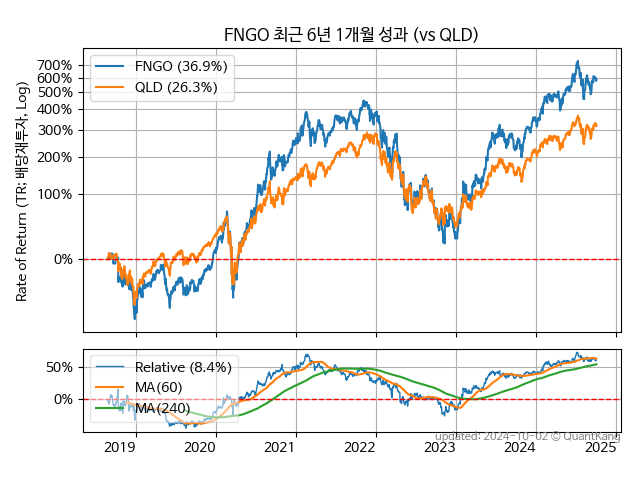 FNGO 최근 6년 1개월 성과 (vs QLD)
Rate of Return (TR: 배당재투자, Log)
700%
600%
500%
400%
300%
200%
100%
0%
FNGO (36.9%)
QLD (26.3%)
50%
0%
Relative (8.4%)
MA(60)
MA(240)
updated: 2024-10-02 © QuantKang
2019 2020 2021 2022 2023 2024 2025